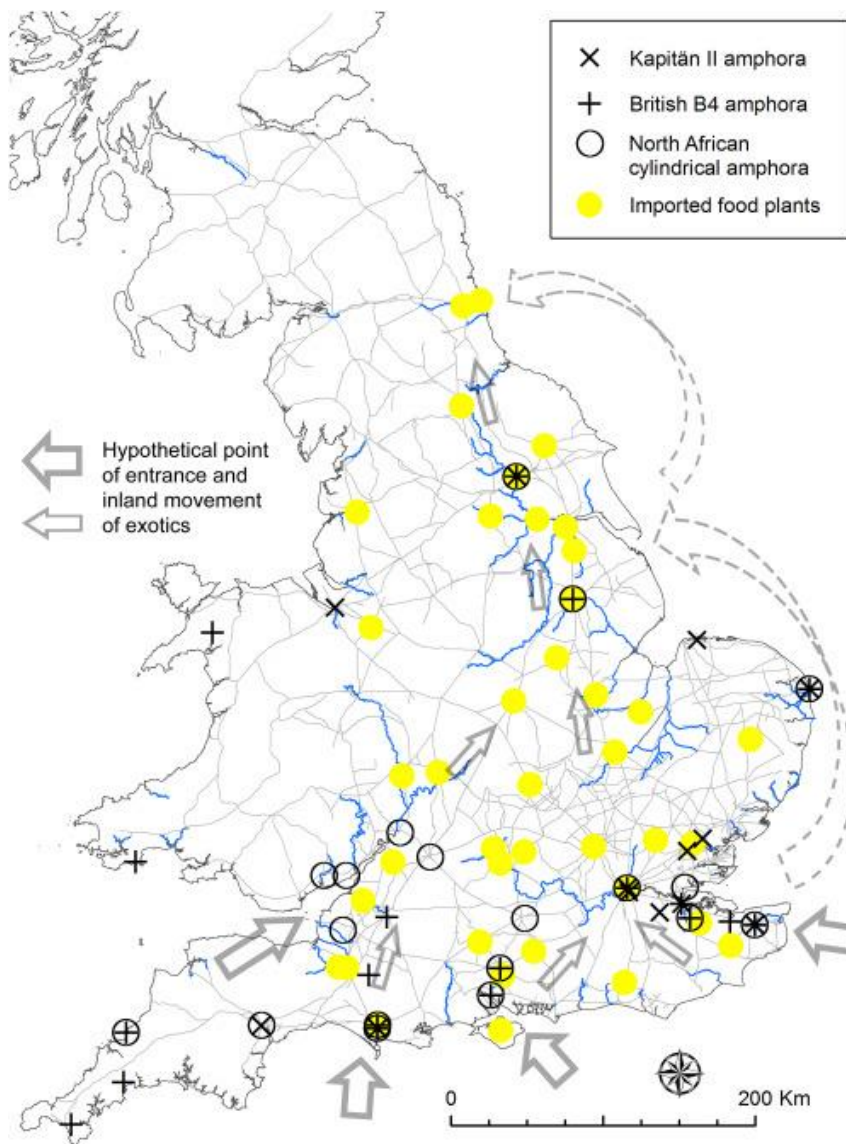 Kapitän II amphora
British B4 amphora
North African
cylindrical amphora
Imported food plants
Hypothetical point
of entrance and
inland movement
of exotics
0
200 Km